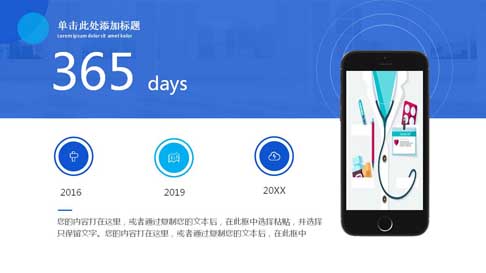 单击此处添加标题
Lorem ipsum dolor sit amet kolor
365 days
2016
2019
20XX
您的内容打在这里，或者通过复制您的文本后，在此框中选择粘贴，并选择
只保留文字。您的内容打在这里，或者通过复制您的文本后，在此框中